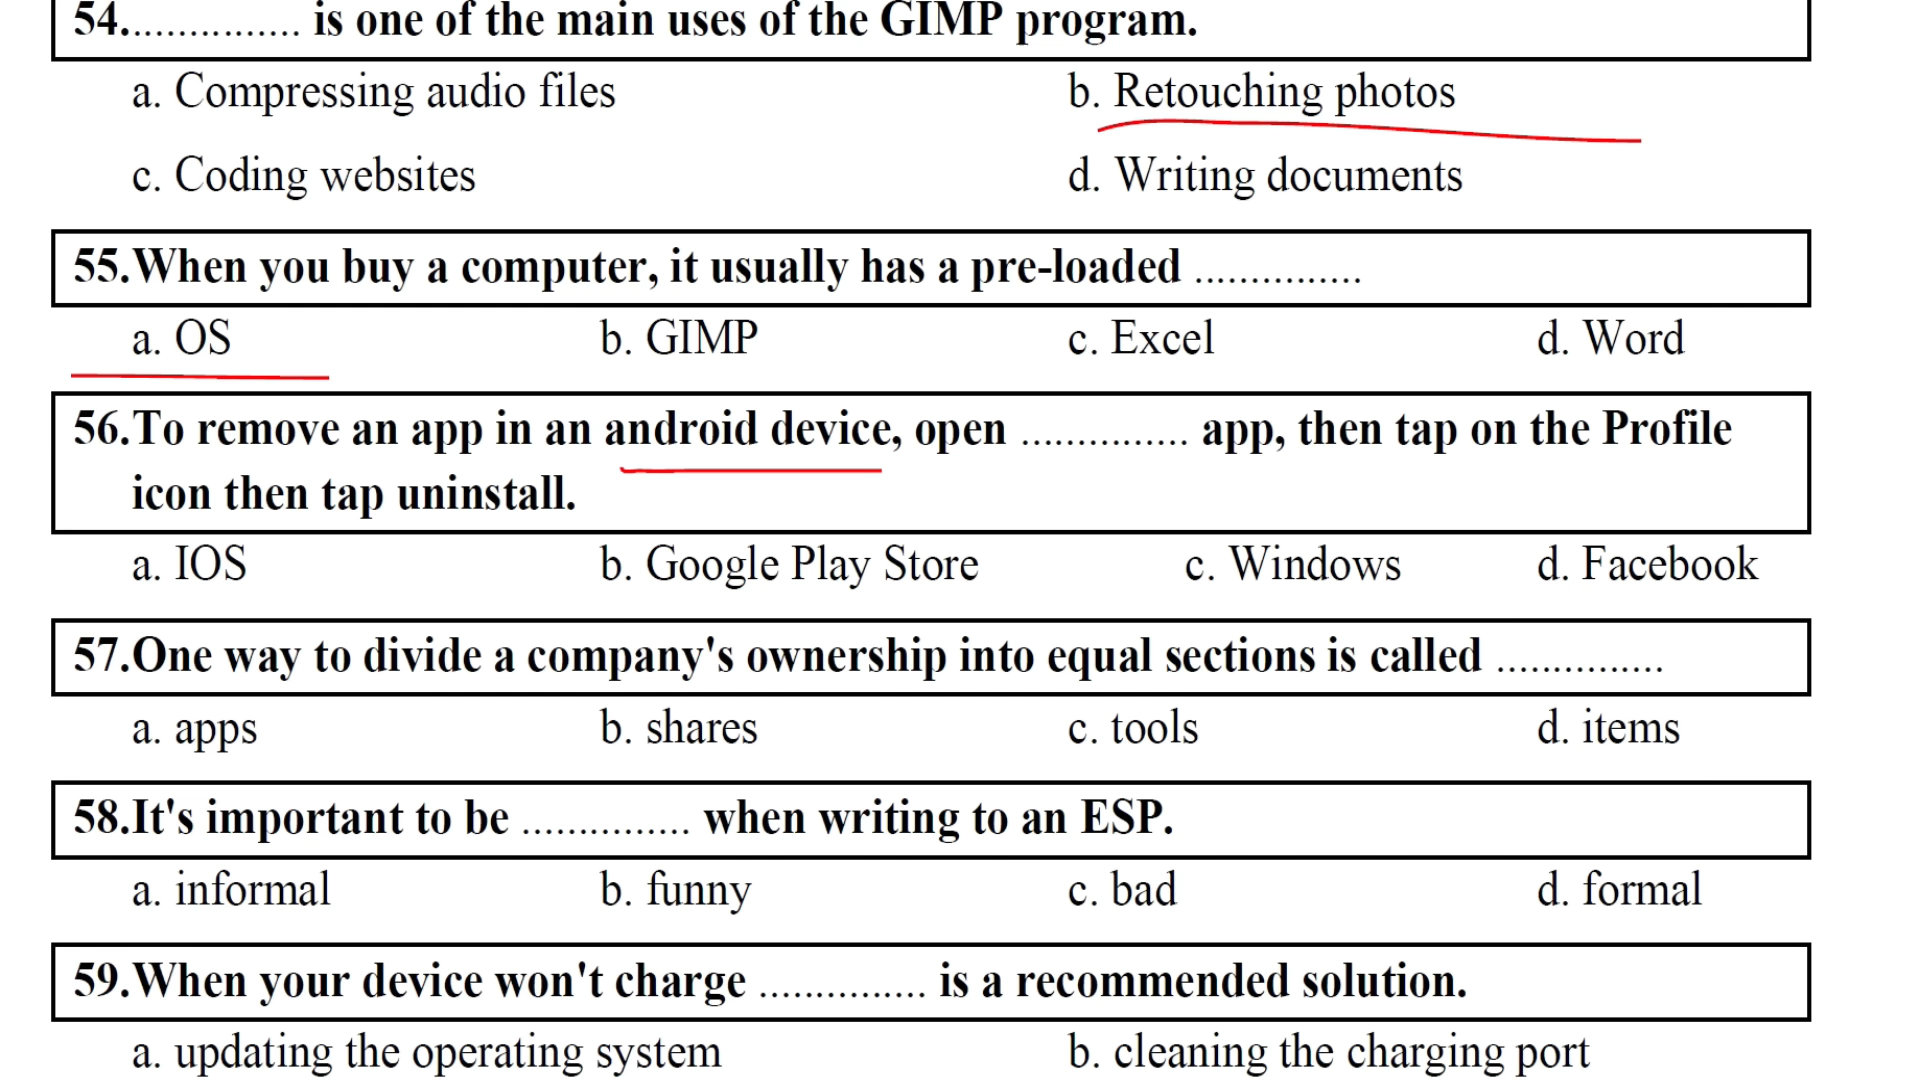 54................ is one of the main uses of the GIMP program.
a. Compressing audio files b. Retouching photos
c. Coding websites d. Writing documents
55.When you buy a computer, it usually has a pre-loaded ...............
a. OS b. GIMP c. Excel d. Word
56.To remove an app in an android device, open ............... app, then tap on the Profile
icon then tap uninstall.
a. IOS b. Google Play Store c. Windows d. Facebook
57.One way to divide a company's ownership into equal sections is called ...............
a. apps b. shares c. tools d. items
58.It's important to be ............... when writing to an ESP.
a. informal b. funny c. bad d. formal
59.When your device won't charge ............... is a recommended solution.
a. updating the operating system b. cleaning the charging port